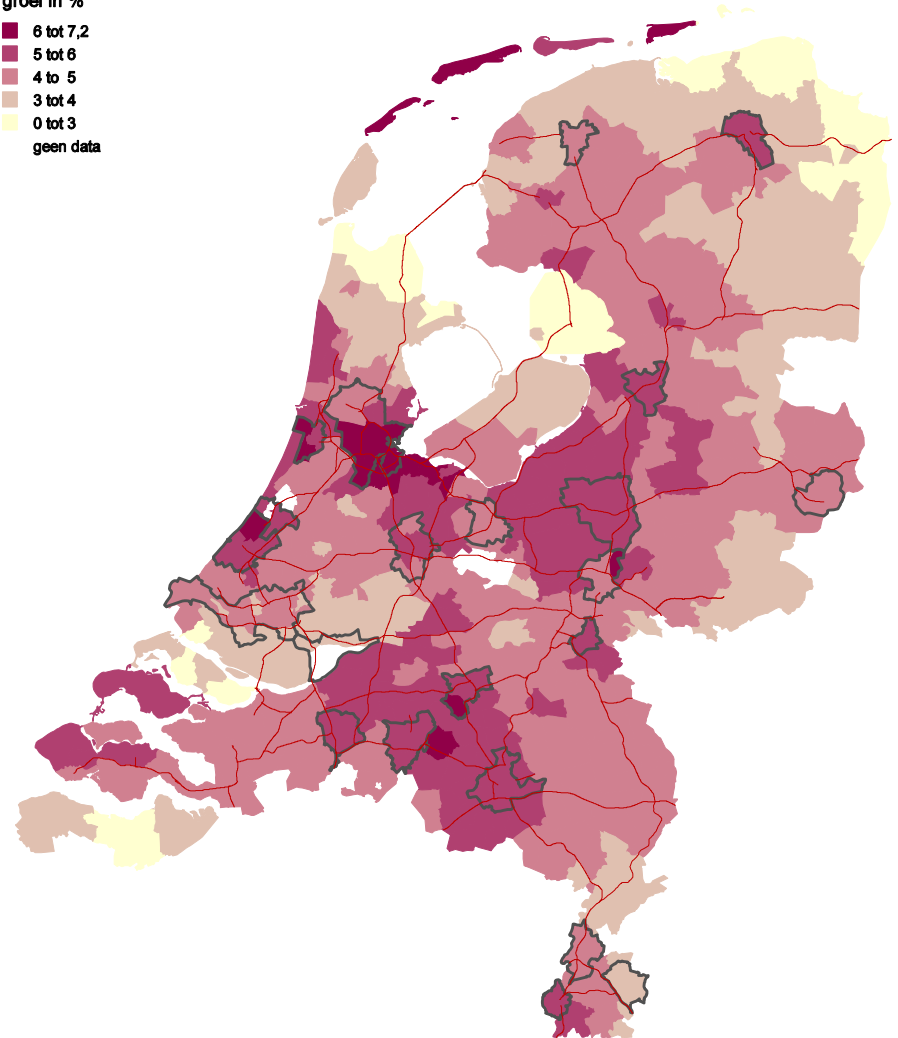 groei in %
6 tot 7,2
5 tot 6
4 to 5
3 tot 4
0 tot 3
geen data